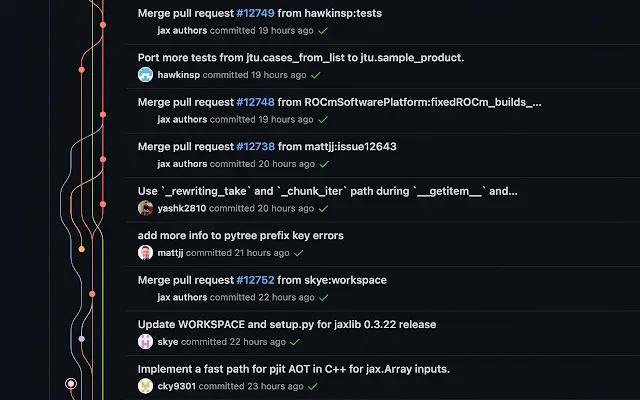 Merge pull request #12749 from hawkinsp:tests
jax authors committed 19 hours ago
Port more tests from jtu.cases_from_list to jtu.sample_product.
hawkinsp committed 19 hours ago
Merge pull request #12748 from ROCmSoftwarePlatform:fixedROCm_builds_...
jax authors committed 19 hours ago
Merge pull request #12738 from mattjj:issue12643
jax authors committed 20 hours ago
Use `_rewriting_take` and `_chunk_iter` path during `__getitem__` and...
yashk2810 committed 20 hours ago
add more info to pytree prefix key errors
mattjj committed 21 hours ago
Merge pull request #12752 from skye:workspace
jax authors committed 22 hours ago
Update WORKSPACE and setup.py for jaxlib 0.3.22 release
skye committed 22 hours ago
Implement a fast path for pjit AOT in C++ for jax.Array inputs.
cky9301 committed 23 hours ago